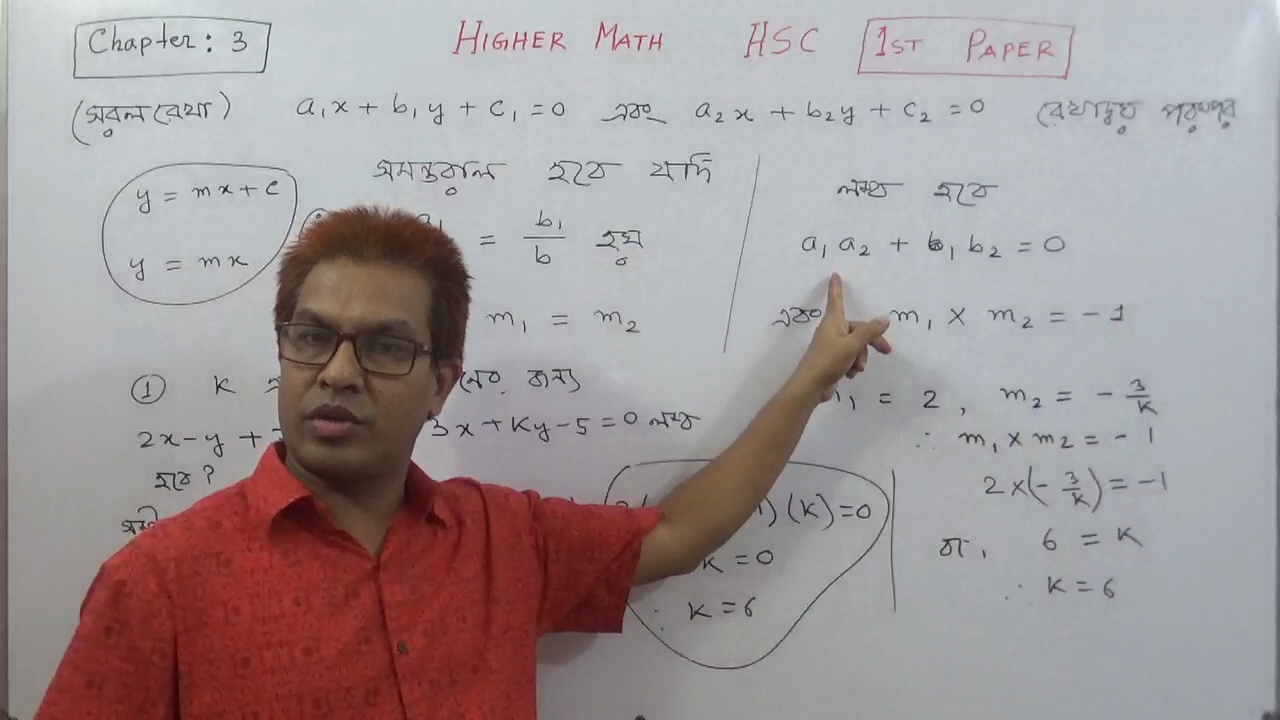 Chapter: 3
HIGHER MATH HSC 1ST PAPER
(সরলরেখা) a₁x + b₁y + c₁ = 0 এবং a₂x + b₂y + c₂ = 0 রেখাদ্বয় পরস্পর
সমান্তরাল হবে যদি
y = mx + c
y = mx
= b₁/b হয়
m₁ = m₂
লম্ব হবে
a₁a₂ + b₁b₂ = 0
এবং m₁ × m₂ = -1
① K জন্য
2x - y + 3x + Ky - 5 = 0 লম্ব
হবে?
(K) = 0
K = 0
∴ K = 6
= 2, m₂ = - 3/K
∴ m₁ × m₂ = -1
2 × (- 3/K) = -1
বা, 6 = K
∴ K = 6